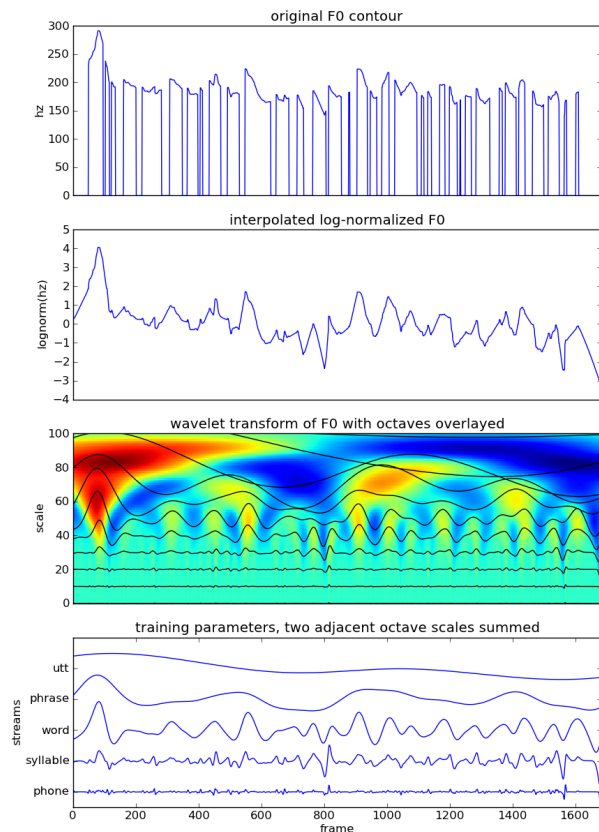 original F0 contour
300
250
200
150
100
50
0
hz
interpolated log-normalized F0
5
4
3
2
1
0
−1
−2
−3
−4
lognorm(hz)
wavelet transform of F0 with octaves overlayed
100
80
60
40
20
0
scale
training parameters, two adjacent octave scales summed
utt
phrase
word
syllable
phone
streams
0 200 400 600 800 1000 1200 1400 1600
frame